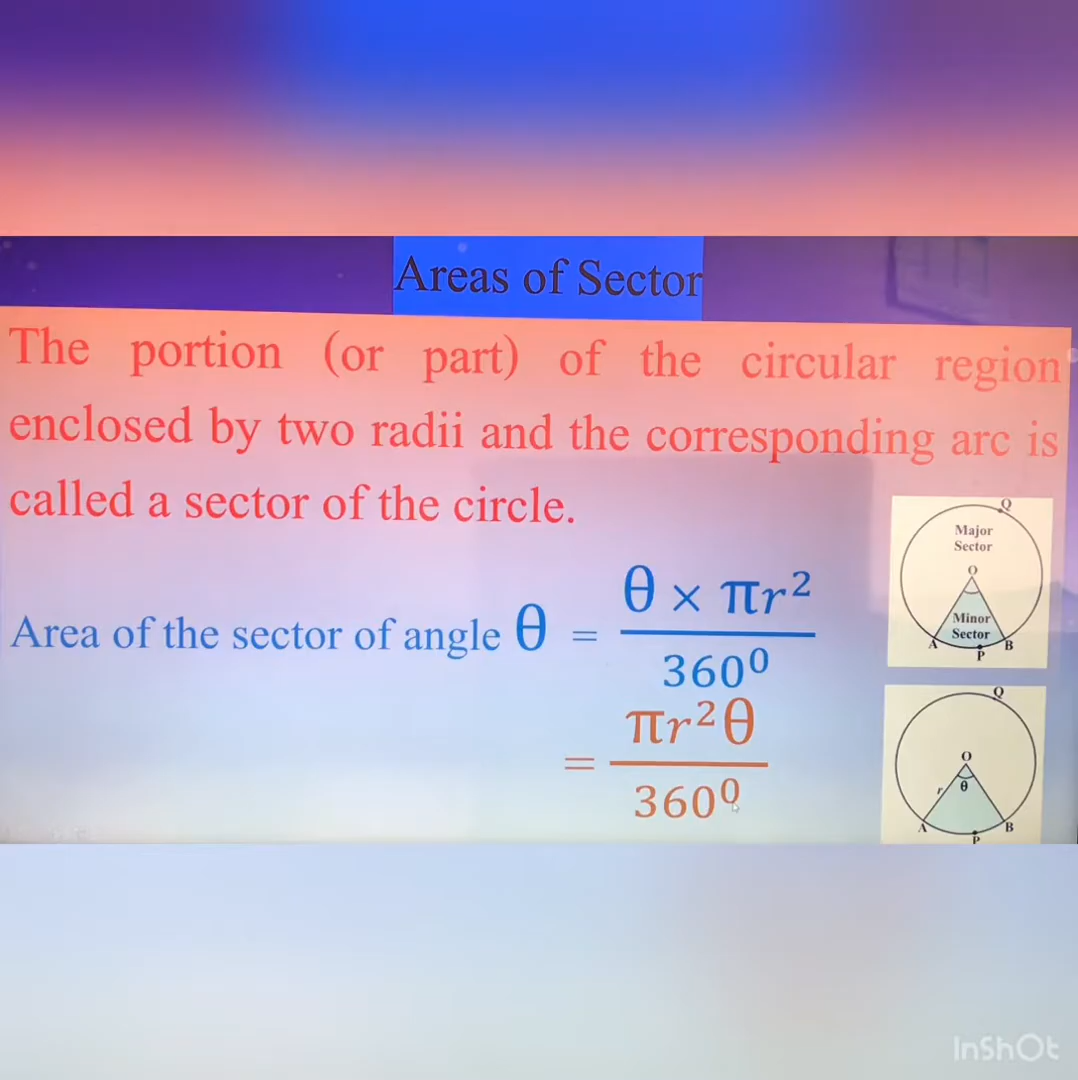 Areas of Sector
The portion (or part) of the circular region
enclosed by two radii and the corresponding arc is
called a sector of the circle.
Area of the sector of angle θ = θ × πr²
360⁰
= πr²θ
360⁰
Q
Major
Sector
O
Minor
Sector
A
P
B
Q
O
r
θ
A
P
B
InShOt